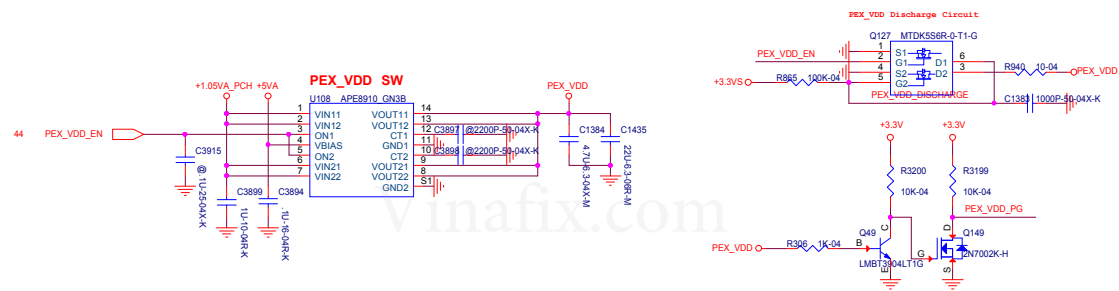 PEX_VDD Discharge Circuit
Q127 MTDK5S6R-0-T1-G
PEX_VDD_EN
1 S1
2 G1 D1 6
4 S2 D2 3
5 G2
+3.3VS R865 100K-04
R940 10-04 PEX_VDD
PEX_VDD_DISCHARGE
C1383 1000P-50-04X-K
PEX_VDD SW
+1.05VA_PCH +5VA
PEX_VDD
U108 APE8910_GN3B
1 VIN11 VOUT11 14
2 VIN12 VOUT12 13
3 ON1 CT1 12
4 VBIAS GND1 11
5 ON2 CT2 10
6 VIN21 VOUT21 9
7 VIN22 VOUT22 8
GND2 S1
C3897 @2200P-50-04X-K
C3898 @2200P-50-04X-K
44 PEX_VDD_EN
C3915
@.1U-25-04X-K
C3899
1U-10-04R-K
C3894
.1U-16-04R-K
C1384
4.7U-6.3-04X-M
C1435
22U-6.3-06R-M
+3.3V +3.3V
R3200
10K-04
R3199
10K-04
PEX_VDD_PG
PEX_VDD R306 1K-04
Q49
C
B
E
LMBT3904LT1G
D
Q149
G
2N7002K-H
S
Vinafix.com